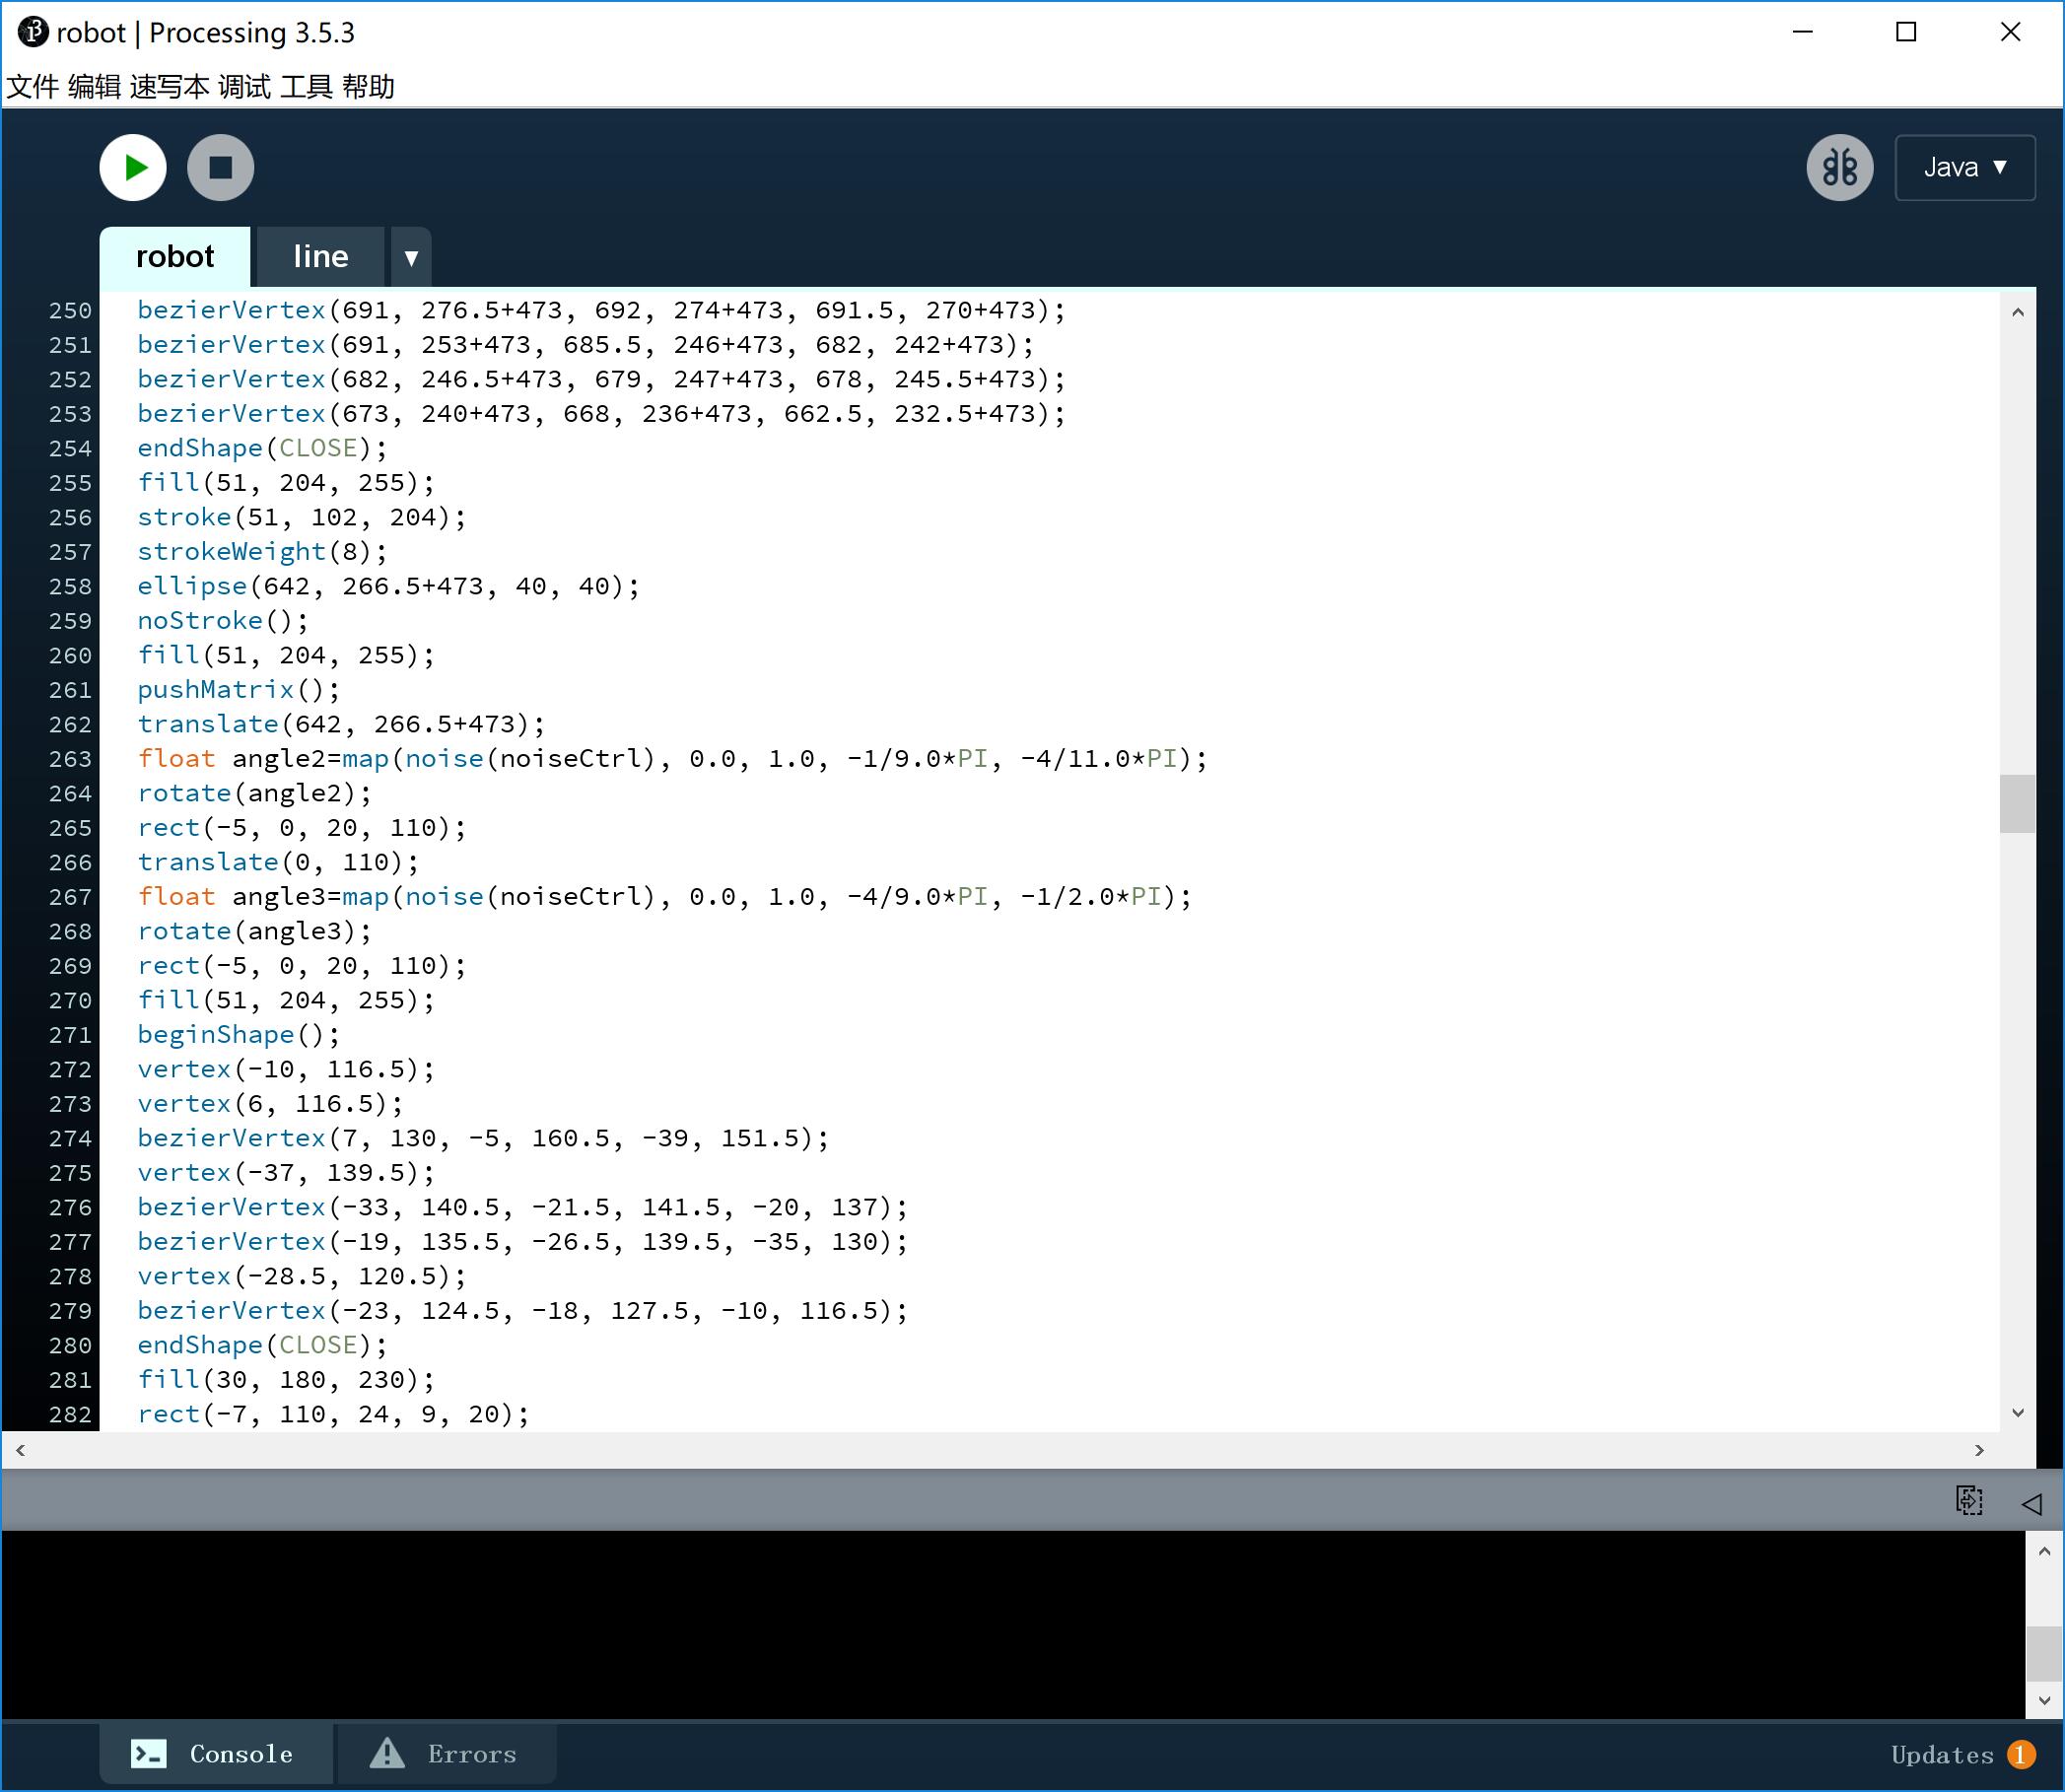 robot | Processing 3.5.3
文件 编辑 速写本 调试 工具 帮助
Java ▼
robot line ▼
250 bezierVertex(691, 276.5+473, 692, 274+473, 691.5, 270+473);
251 bezierVertex(691, 253+473, 685.5, 246+473, 682, 242+473);
252 bezierVertex(682, 246.5+473, 679, 247+473, 678, 245.5+473);
253 bezierVertex(673, 240+473, 668, 236+473, 662.5, 232.5+473);
254 endShape(CLOSE);
255 fill(51, 204, 255);
256 stroke(51, 102, 204);
257 strokeWeight(8);
258 ellipse(642, 266.5+473, 40, 40);
259 noStroke();
260 fill(51, 204, 255);
261 pushMatrix();
262 translate(642, 266.5+473);
263 float angle2=map(noise(noiseCtrl), 0.0, 1.0, -1/9.0*PI, -4/11.0*PI);
264 rotate(angle2);
265 rect(-5, 0, 20, 110);
266 translate(0, 110);
267 float angle3=map(noise(noiseCtrl), 0.0, 1.0, -4/9.0*PI, -1/2.0*PI);
268 rotate(angle3);
269 rect(-5, 0, 20, 110);
270 fill(51, 204, 255);
271 beginShape();
272 vertex(-10, 116.5);
273 vertex(6, 116.5);
274 bezierVertex(7, 130, -5, 160.5, -39, 151.5);
275 vertex(-37, 139.5);
276 bezierVertex(-33, 140.5, -21.5, 141.5, -20, 137);
277 bezierVertex(-19, 135.5, -26.5, 139.5, -35, 130);
278 vertex(-28.5, 120.5);
279 bezierVertex(-23, 124.5, -18, 127.5, -10, 116.5);
280 endShape(CLOSE);
281 fill(30, 180, 230);
282 rect(-7, 110, 24, 9, 20);
Console Errors Updates 1